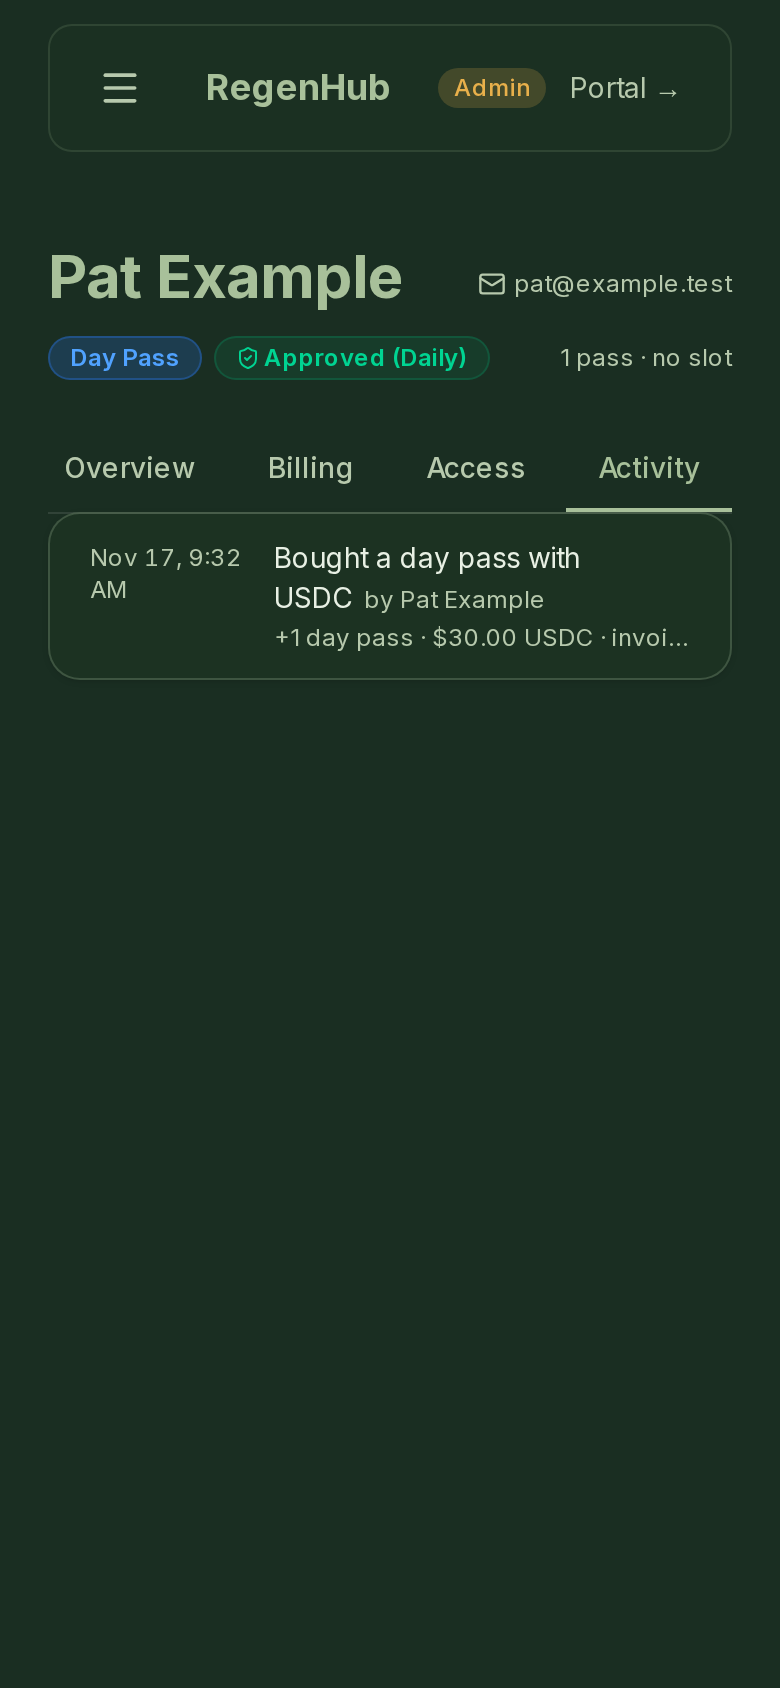 RegenHub Admin Portal →
Pat Example pat@example.test
Day Pass Approved (Daily) 1 pass · no slot
Overview Billing Access Activity
Nov 17, 9:32 AM
Bought a day pass with
USDC by Pat Example
+1 day pass · $30.00 USDC · invoi...